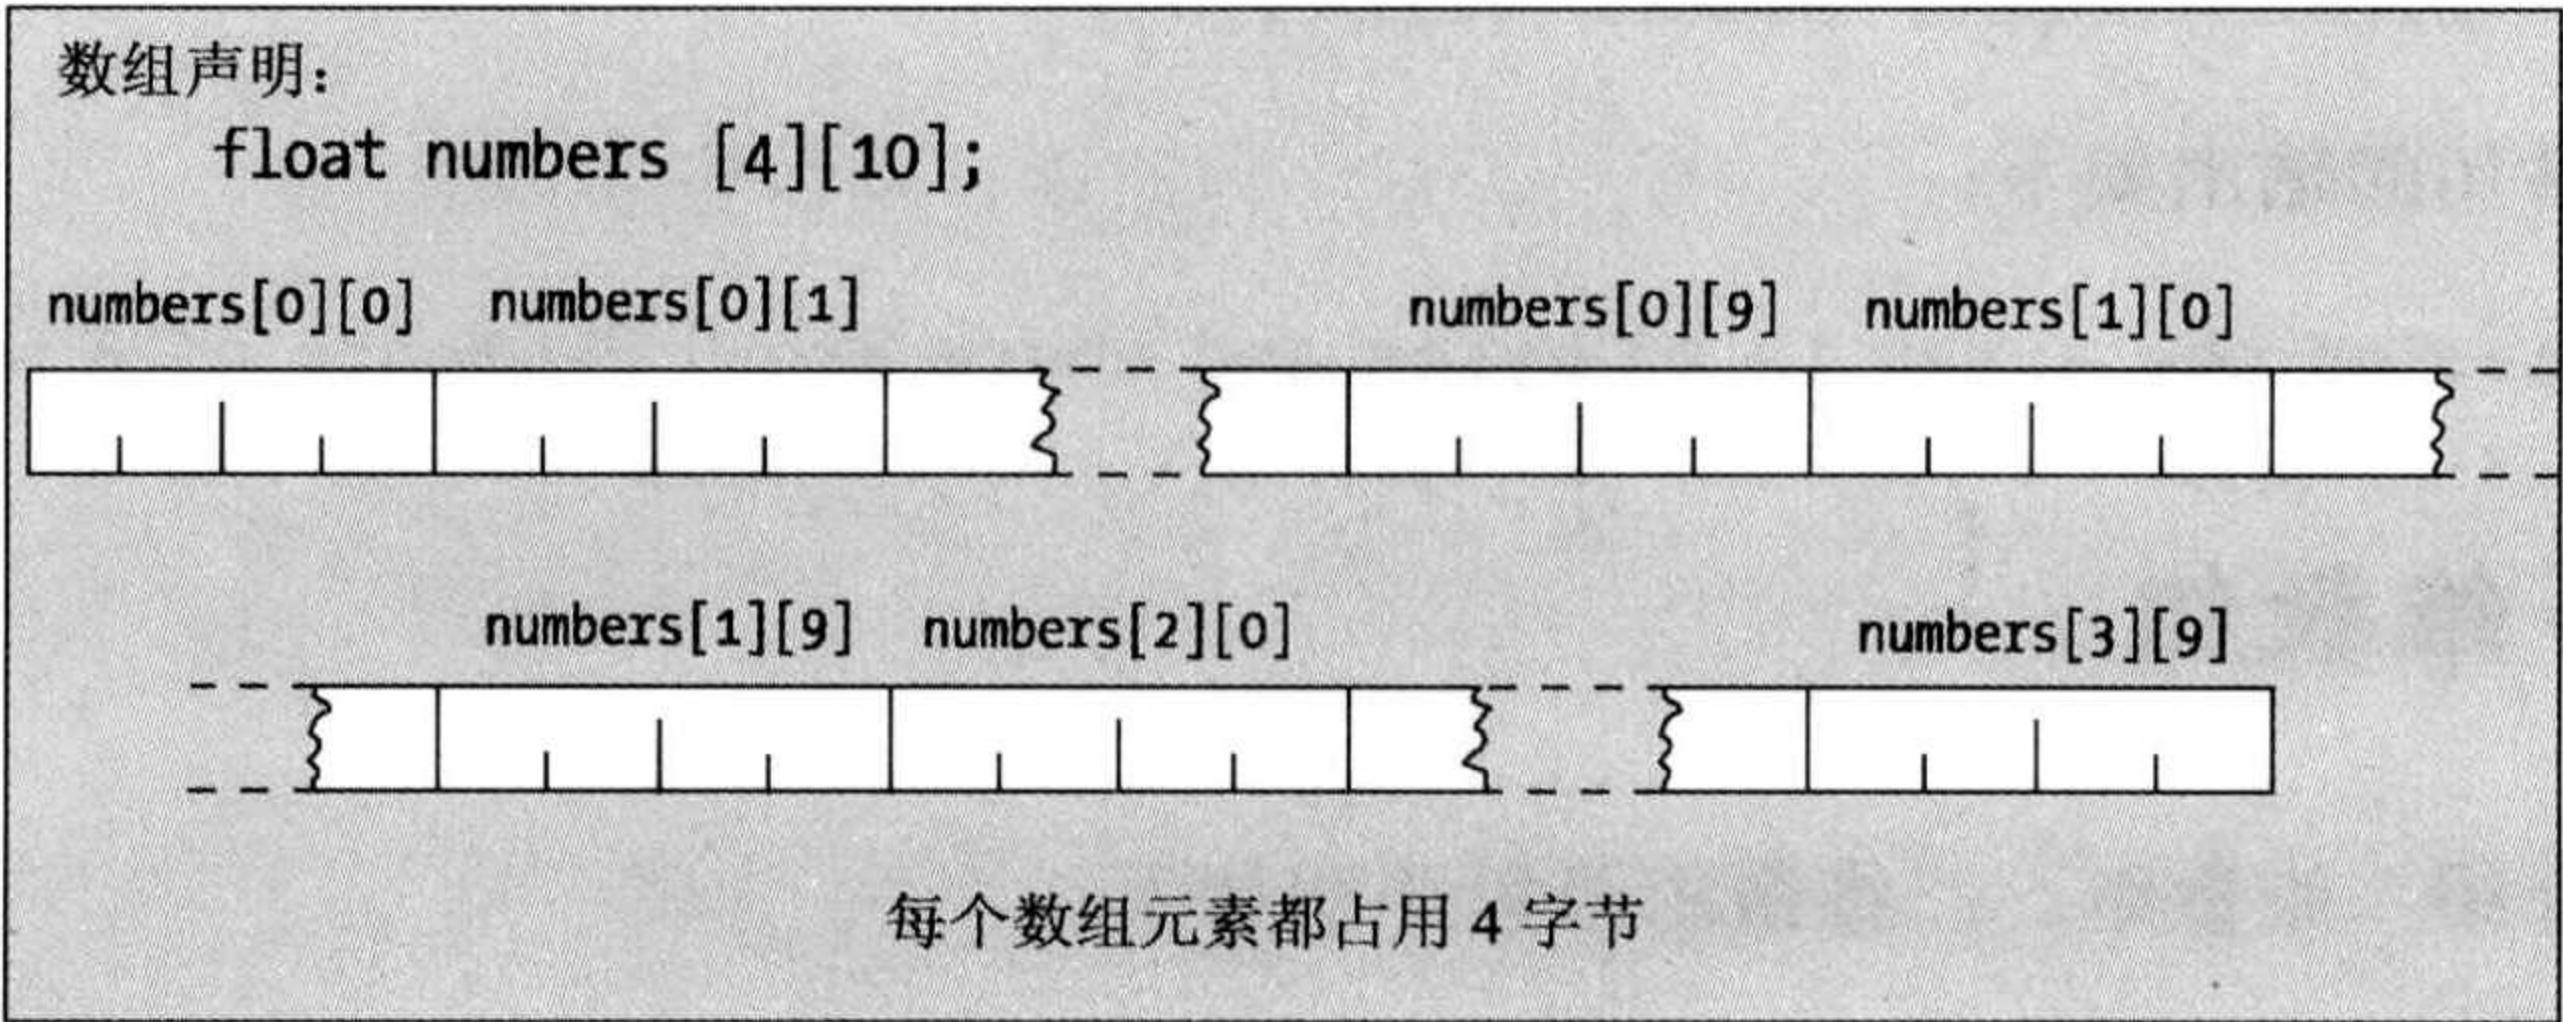 数组声明：
float numbers [4][10];
numbers[0][0] numbers[0][1] numbers[0][9] numbers[1][0]
numbers[1][9] numbers[2][0] numbers[3][9]
每个数组元素都占用 4 字节